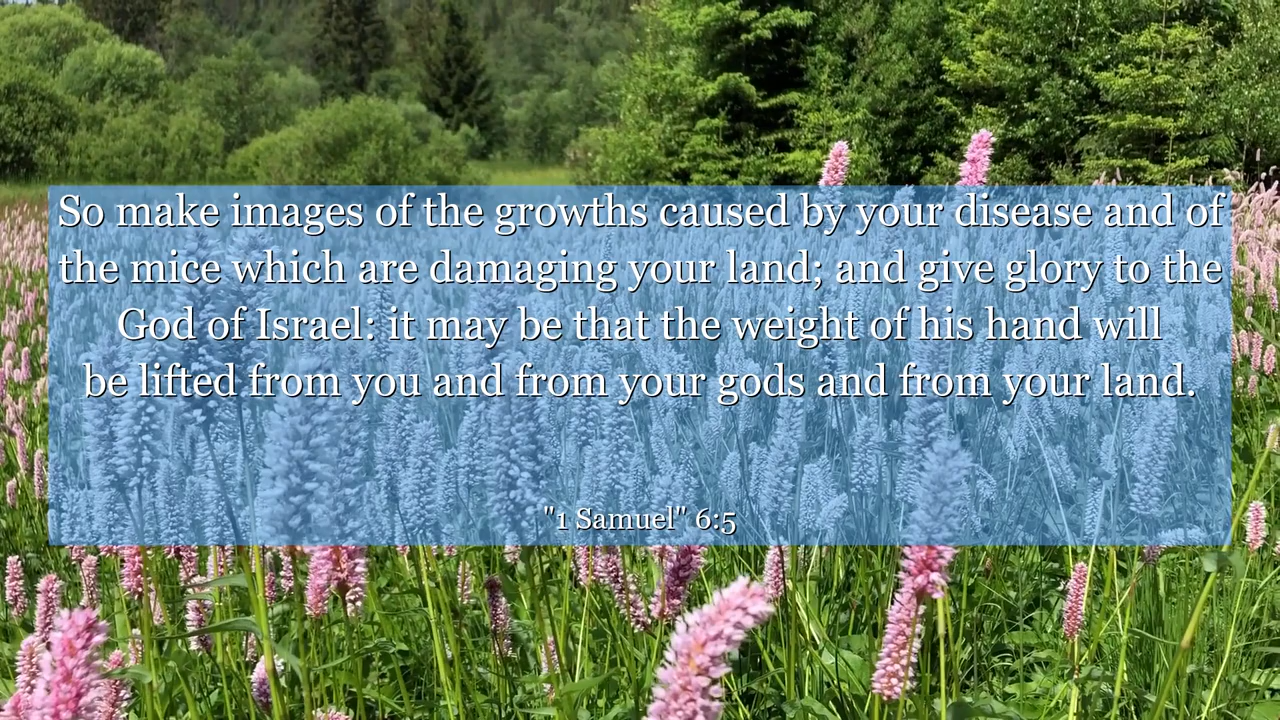 So make images of the growths caused by your disease and of
the mice which are damaging your land; and give glory to the
God of Israel: it may be that the weight of his hand will
be lifted from you and from your gods and from your land.
"1 Samuel" 6:5